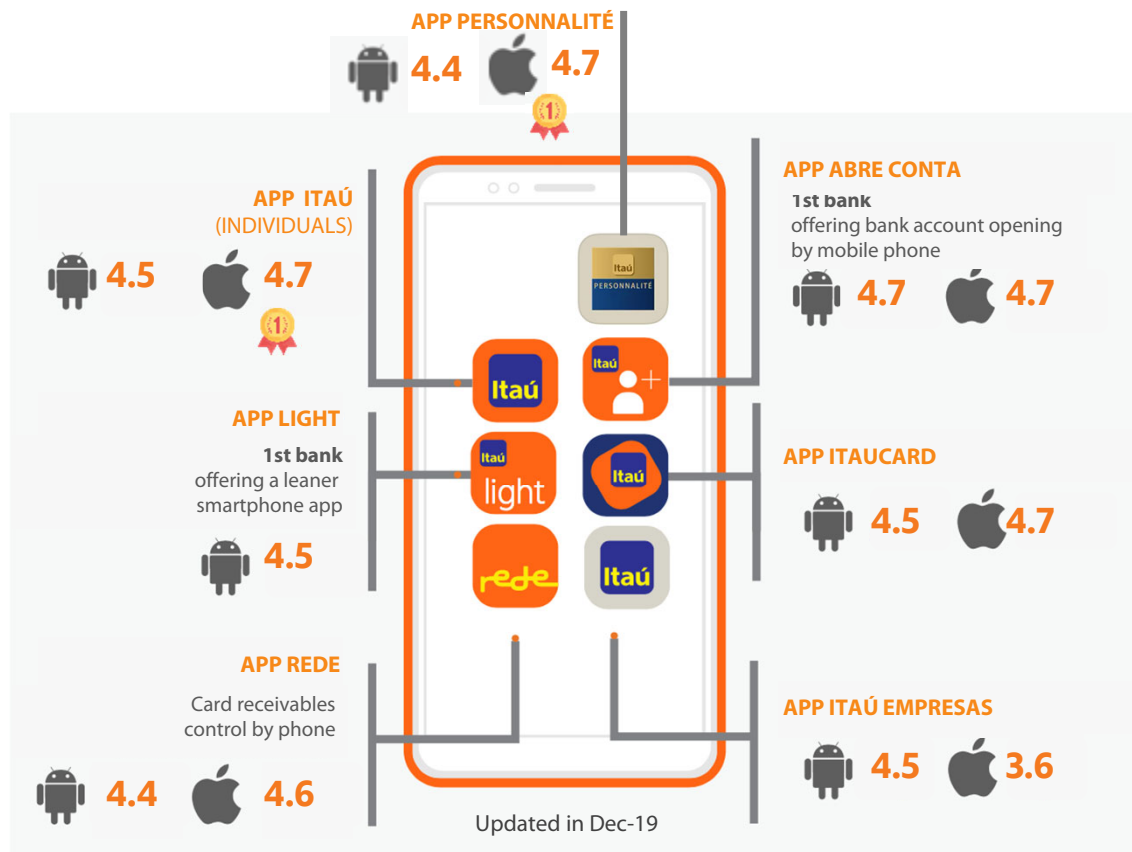 APP PERSONNALITÉ
4.4
4.7
1
APP ITAÚ
(INDIVIDUALS)
4.5
4.7
1
APP LIGHT
1st bank
offering a leaner
smartphone app
4.5
APP REDE
Card receivables
control by phone
4.4
4.6
Itaú
PERSONNALITÉ
Itaú
Itaú
Itaú
light
Itaú
rede
Itaú
Updated in Dec-19
APP ABRE CONTA
1st bank
offering bank account opening
by mobile phone
4.7
4.7
APP ITAUCARD
4.5
4.7
APP ITAÚ EMPRESAS
4.5
3.6